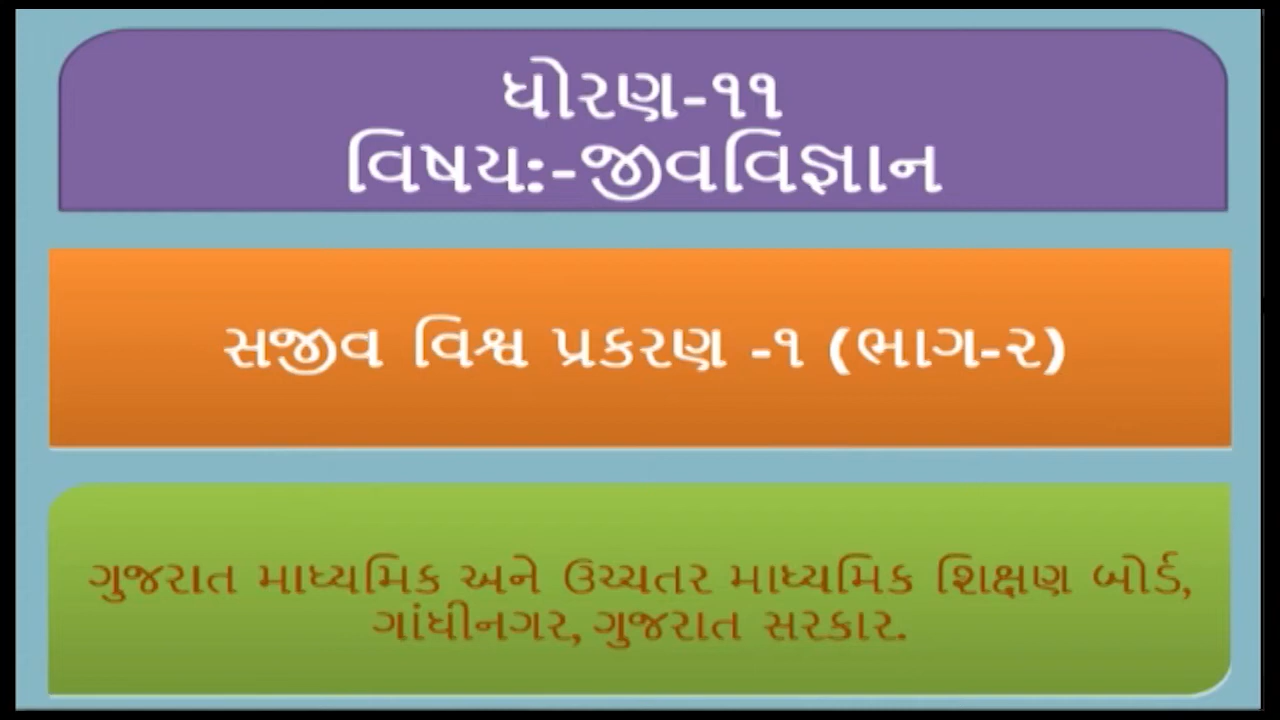 ધોરણ-૧૧
વિષય:-જીવવિજ્ઞાન
સજીવ વિશ્વ પ્રકરણ -૧ (ભાગ-૨)
ગુજરાત માધ્યમિક અને ઉચ્ચતર માધ્યમિક શિક્ષણ બોર્ડ,
ગાંધીનગર, ગુજરાત સરકાર.